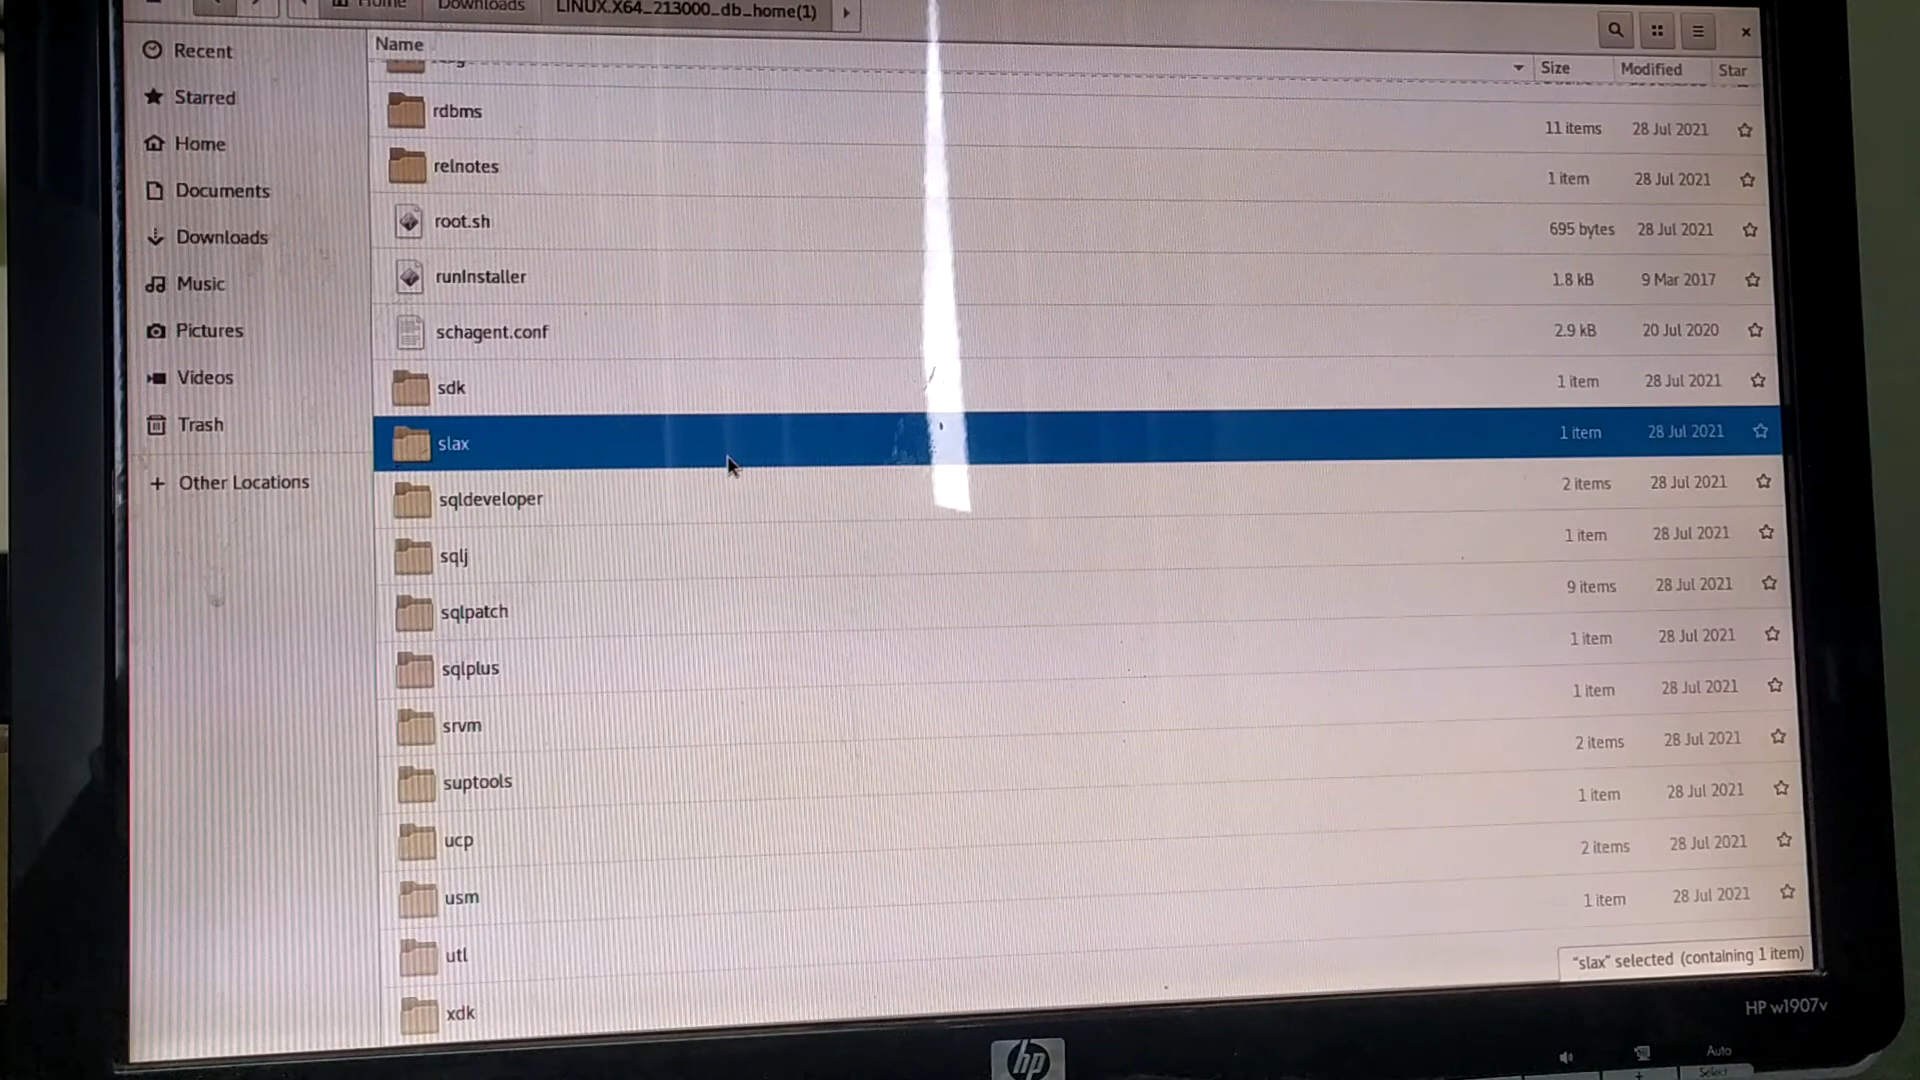 Home Downloads LINUX.X64_213000_db_home(1)
Name Size Modified Star
Recent
Starred
Home
Documents
Downloads
Music
Pictures
Videos
Trash
Other Locations
rdbms 11 items 28 Jul 2021
relnotes 1 item 28 Jul 2021
root.sh 695 bytes 28 Jul 2021
runInstaller 1.8 kB 9 Mar 2017
schagent.conf 2.9 kB 20 Jul 2020
sdk 1 item 28 Jul 2021
slax 1 item 28 Jul 2021
sqldeveloper 2 items 28 Jul 2021
sqlj 1 item 28 Jul 2021
sqlpatch 9 items 28 Jul 2021
sqlplus 1 item 28 Jul 2021
srvm 1 item 28 Jul 2021
suptools 2 items 28 Jul 2021
ucp 1 item 28 Jul 2021
usm 2 items 28 Jul 2021
utl 1 item 28 Jul 2021
xdk
"slax" selected (containing 1 item)
HP w1907v
hp
Auto
Select